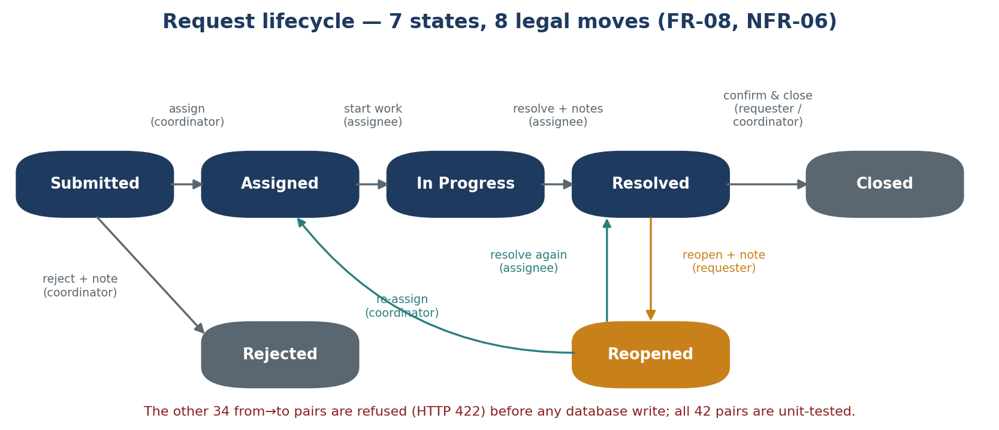 Request lifecycle — 7 states, 8 legal moves (FR-08, NFR-06)
assign
(coordinator)
start work
(assignee)
resolve + notes
(assignee)
confirm & close
(requester /
coordinator)
Submitted
Assigned
In Progress
Resolved
Closed
reject + note
(coordinator)
re-assign
(coordinator)
resolve again
(assignee)
reopen + note
(requester)
Rejected
Reopened
The other 34 from→to pairs are refused (HTTP 422) before any database write; all 42 pairs are unit-tested.